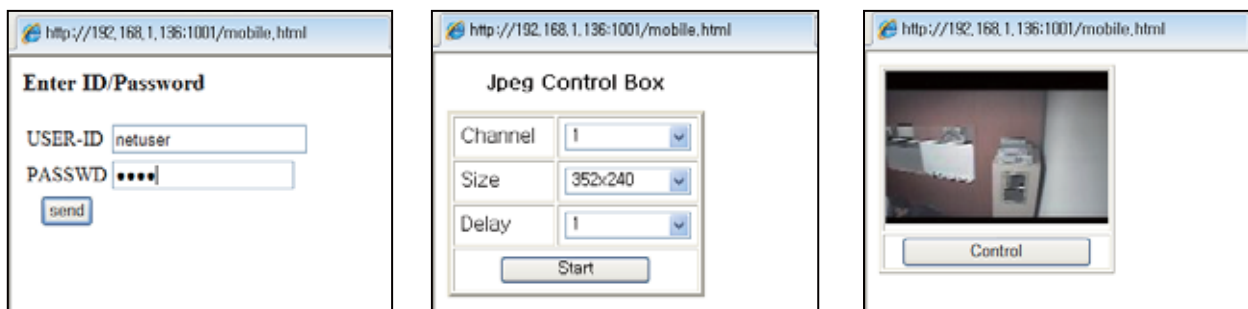 http://192,168,1,136:1001/mobile,html
Enter ID/Password
USER-ID netuser
PASSWD ●●●●
send
http://192,168,1,136:1001/mobile,html
Jpeg Control Box
Channel 1
Size 352x240
Delay 1
Start
http://192,168,1,136:1001/mobile,html
Control